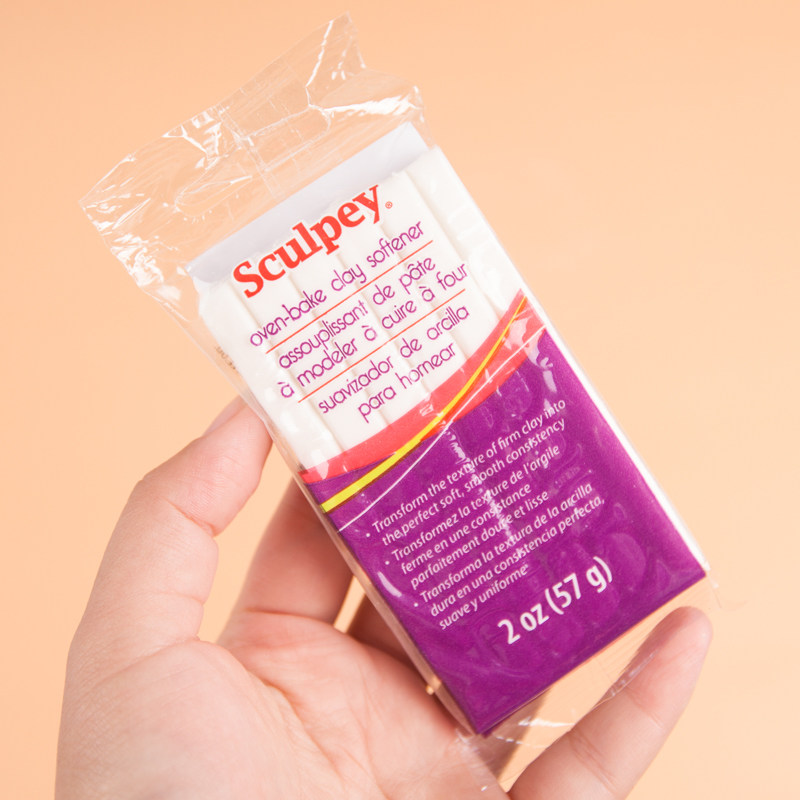 Sculpey®
oven-bake clay softener
assouplissant de pâte
à modeler à cuire à four
suavizador de arcilla
para hornear
• Transform the texture of firm clay into
the perfect soft, smooth consistency
• Transformez la texture de l'argile
ferme en une consistance
parfaitement douce et lisse
• Transforma la textura de la arcilla
dura en una consistencia perfecta,
suave y uniforme
2 oz (57 g)